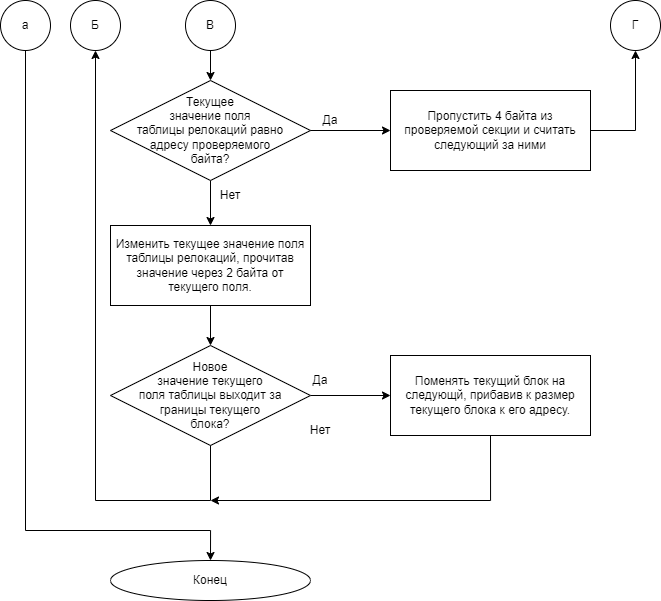 а
Б
В
Г
Текущее
значение поля
таблицы релокаций равно
адресу проверяемого
байта?
Да
Пропустить 4 байта из
проверяемой секции и считать
следующий за ними
Нет
Изменить текущее значение поля
таблицы релокаций, прочитав
значение через 2 байта от
текущего поля.
Новое
значение текущего
поля таблицы выходит за
границы текущего
блока?
Да
Поменять текущий блок на
следующй, прибавив к размер
текущего блока к его адресу.
Нет
Конец